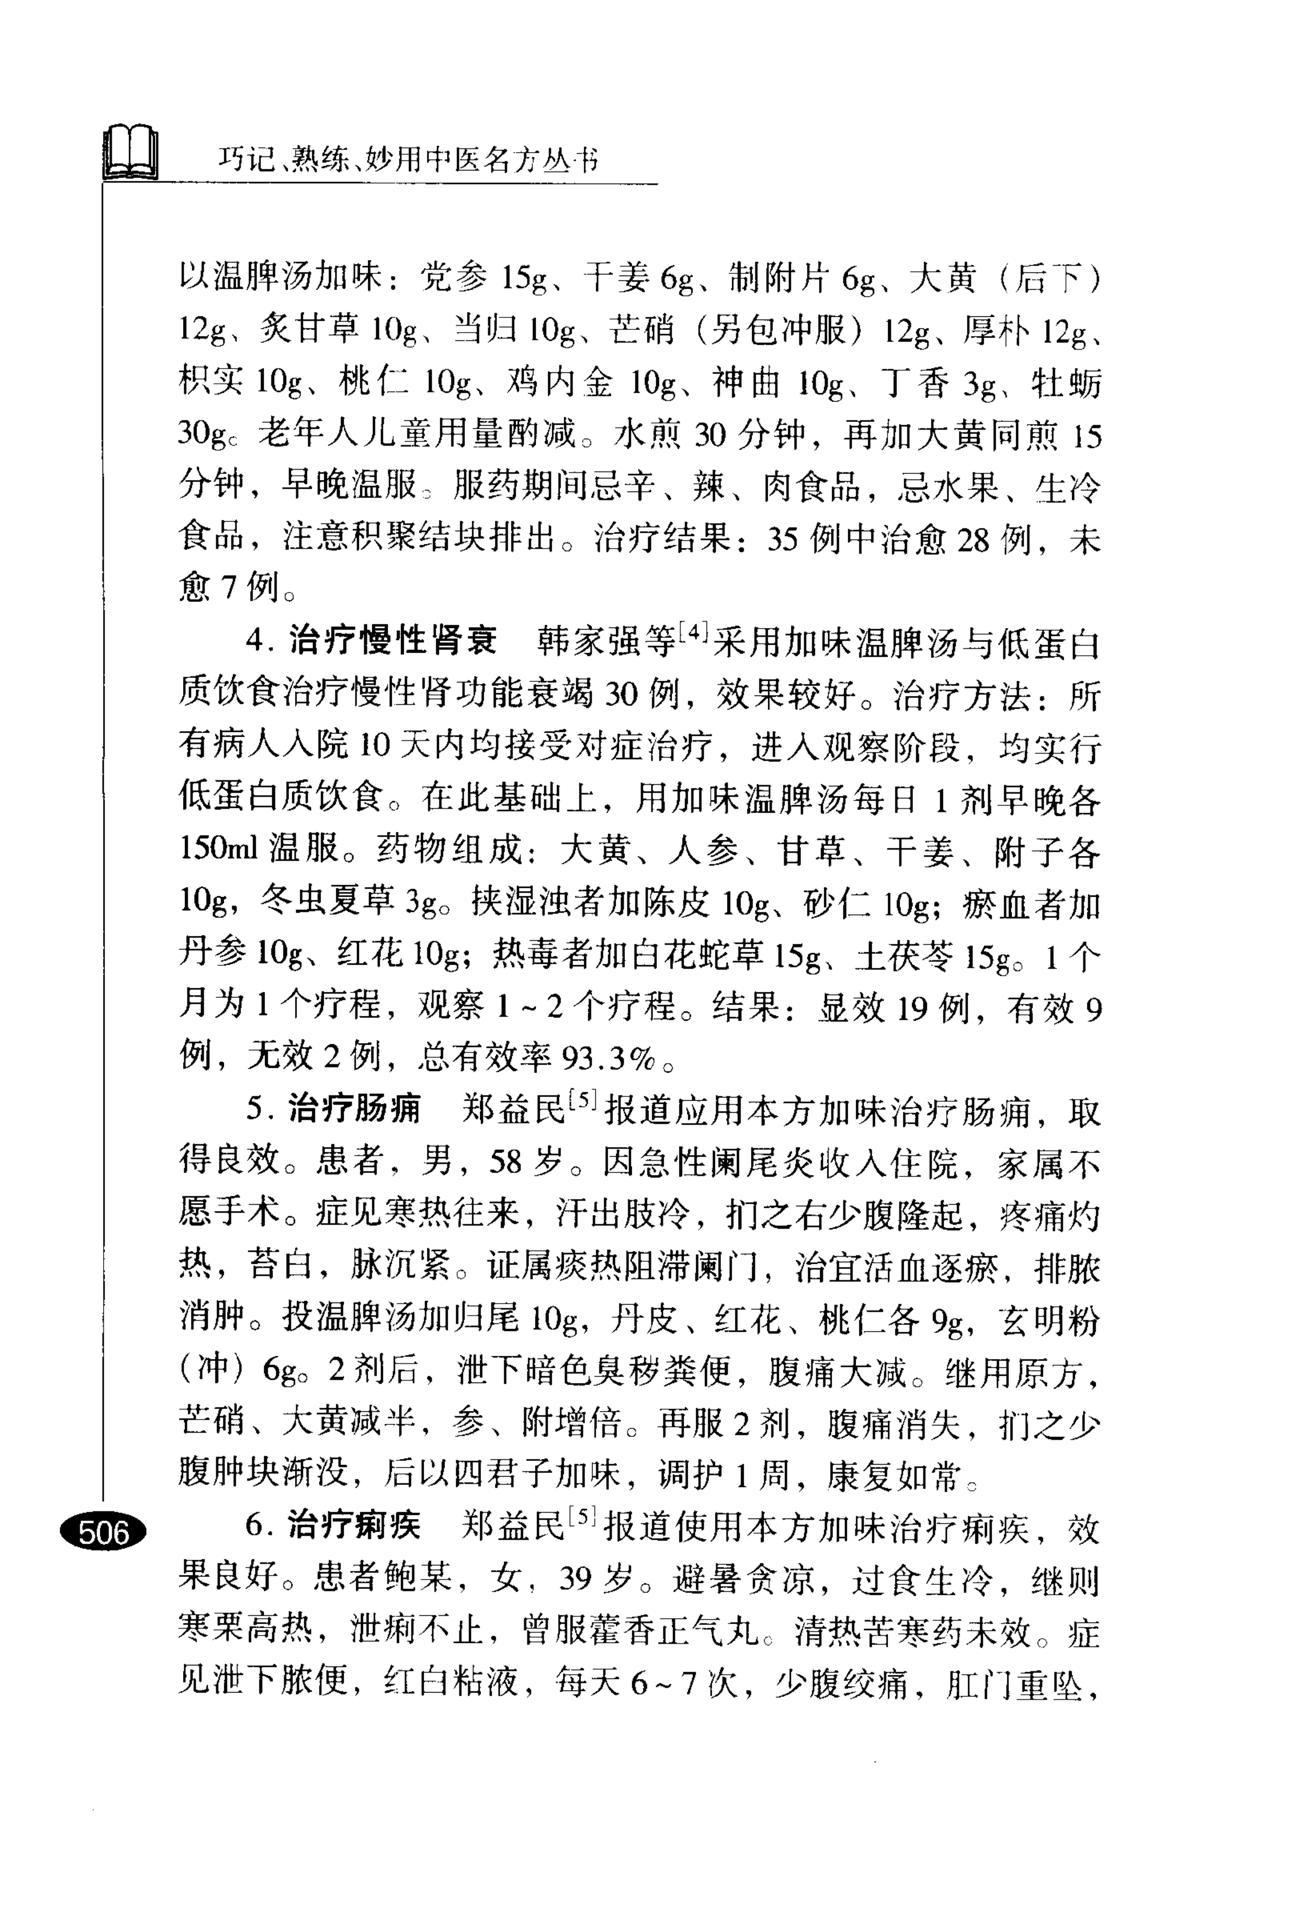 巧记、熟练、妙用中医名方丛书
以温脾汤加味：党参 15g、干姜 6g、制附片 6g、大黄（后下）
12g、炙甘草 10g、当归 10g、芒硝（另包冲服）12g、厚朴 12g、
枳实 10g、桃仁 10g、鸡内金 10g、神曲 10g、丁香 3g、牡蛎
30g。老年人儿童用量酌减。水煎 30 分钟，再加大黄同煎 15
分钟，早晚温服。服药期间忌辛、辣、肉食品，忌水果、生冷
食品，注意积聚结块排出。治疗结果：35 例中治愈 28 例，未
愈 7 例。
4. 治疗慢性肾衰 韩家强等[4]采用加味温脾汤与低蛋白
质饮食治疗慢性肾功能衰竭 30 例，效果较好。治疗方法：所
有病人入院 10 天内均接受对症治疗，进入观察阶段，均实行
低蛋白质饮食。在此基础上，用加味温脾汤每日 1 剂早晚各
150ml 温服。药物组成：大黄、人参、甘草、干姜、附子各
10g，冬虫夏草 3g。挟湿浊者加陈皮 10g、砂仁 10g；瘀血者加
丹参 10g、红花 10g；热毒者加白花蛇草 15g、土茯苓 15g。1 个
月为 1 个疗程，观察 1～2 个疗程。结果：显效 19 例，有效 9
例，无效 2 例，总有效率 93.3%。
5. 治疗肠痈 郑益民[5]报道应用本方加味治疗肠痈，取
得良效。患者，男，58 岁。因急性阑尾炎收入住院，家属不
愿手术。症见寒热往来，汗出肢冷，扪之右少腹隆起，疼痛灼
热，苔白，脉沉紧。证属痰热阻滞阑门，治宜活血逐瘀，排脓
消肿。投温脾汤加归尾 10g，丹皮、红花、桃仁各 9g，玄明粉
（冲）6g。2 剂后，泄下暗色臭秽粪便，腹痛大减。继用原方，
芒硝、大黄减半，参、附增倍。再服 2 剂，腹痛消失，扪之少
腹肿块渐没，后以四君子加味，调护 1 周，康复如常。
6. 治疗痢疾 郑益民[5]报道使用本方加味治疗痢疾，效
果良好。患者鲍某，女，39 岁。避暑贪凉，过食生冷，继则
寒栗高热，泄痢不止，曾服藿香正气丸。清热苦寒药未效。症
见泄下脓便，红白粘液，每天 6～7 次，少腹绞痛，肛门重坠，
506